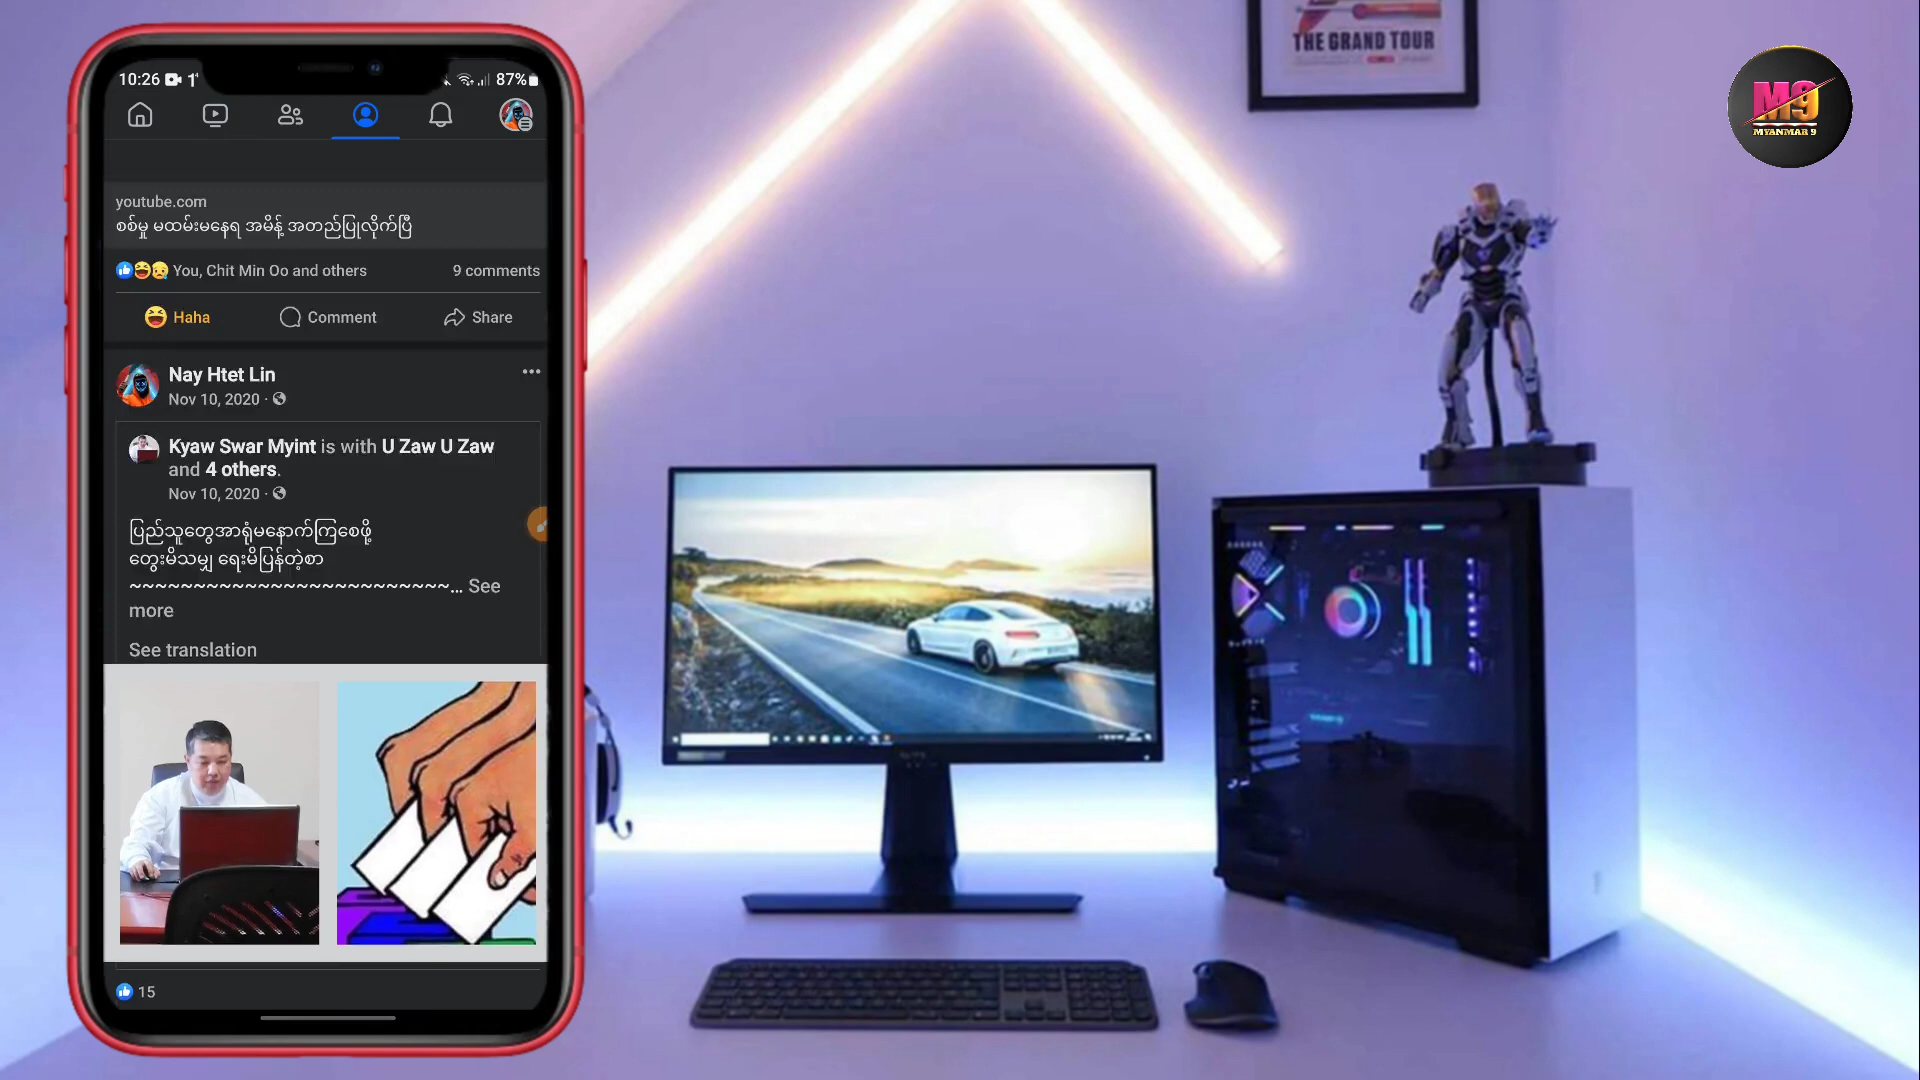 10:26
87%
youtube.com
စစ်မှု မထမ်းမနေရ အမိန့် အတည်ပြုလိုက်ပြီ
You, Chit Min Oo and others
9 comments
Haha
Comment
Share
Nay Htet Lin
Nov 10, 2020
Kyaw Swar Myint is with U Zaw U Zaw
and 4 others.
Nov 10, 2020
ပြည်သူတွေအာရုံမနောက်ကြစေဖို့
တွေးမိသမျှ ရေးမိပြန်တဲ့စာ
~~~~~~~~~~~~~~~~~~~~~~~~~... See
more
See translation
15
THE GRAND TOUR
M9
MYANMAR 9